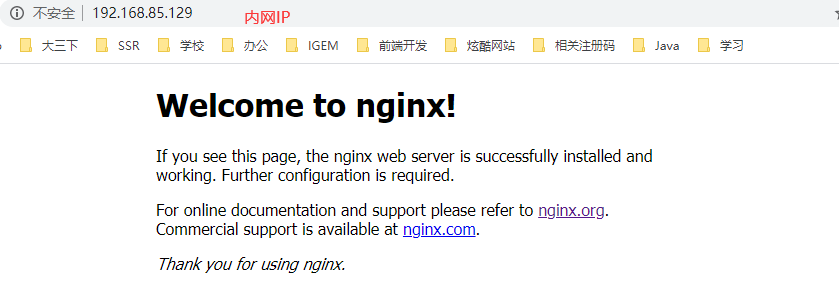 不安全 192.168.85.129 内网IP
大三下 SSR 学校 办公 IGEM 前端开发 炫酷网站 相关注册码 Java 学习
Welcome to nginx!
If you see this page, the nginx web server is successfully installed and
working. Further configuration is required.
For online documentation and support please refer to nginx.org.
Commercial support is available at nginx.com.
Thank you for using nginx.